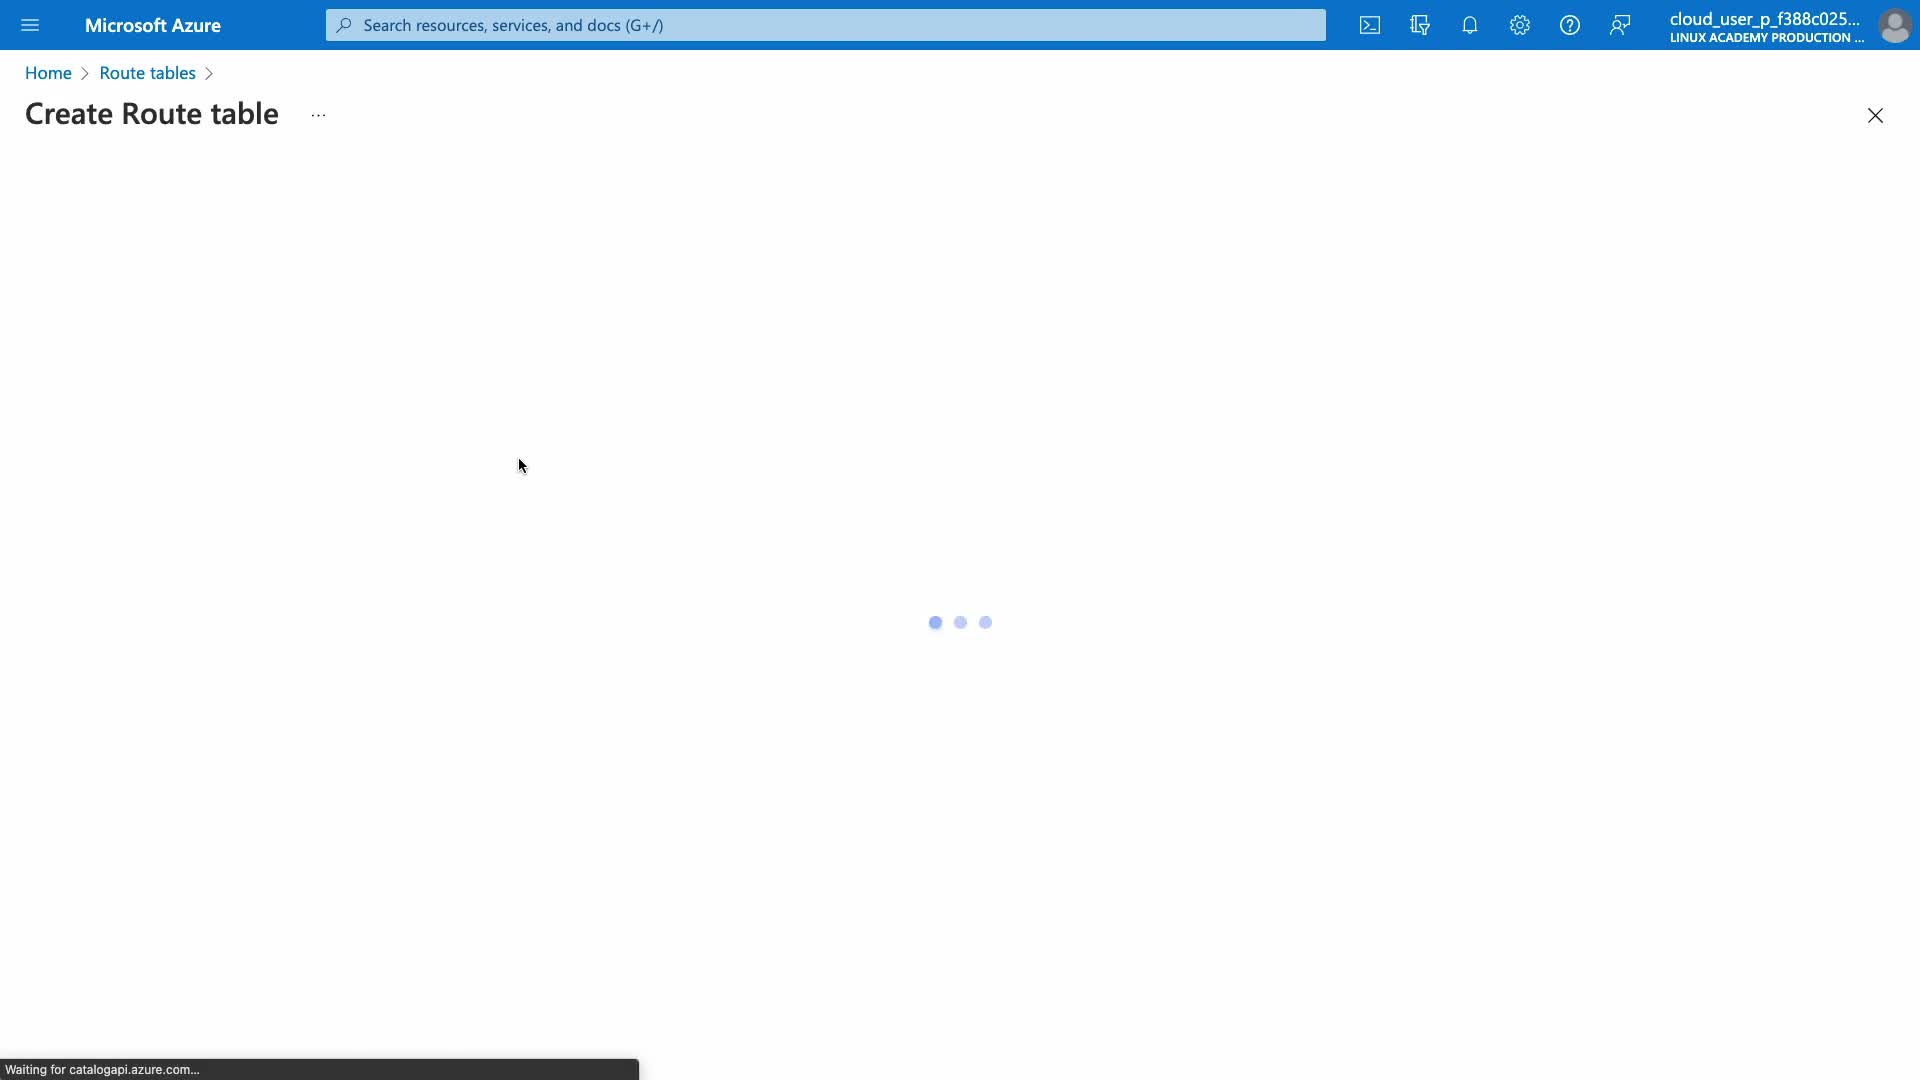 Microsoft Azure
Search resources, services, and docs (G+/)
cloud_user_p_f388c025...
LINUX ACADEMY PRODUCTION ...
Home > Route tables >
Create Route table ...
Waiting for catalogapi.azure.com...